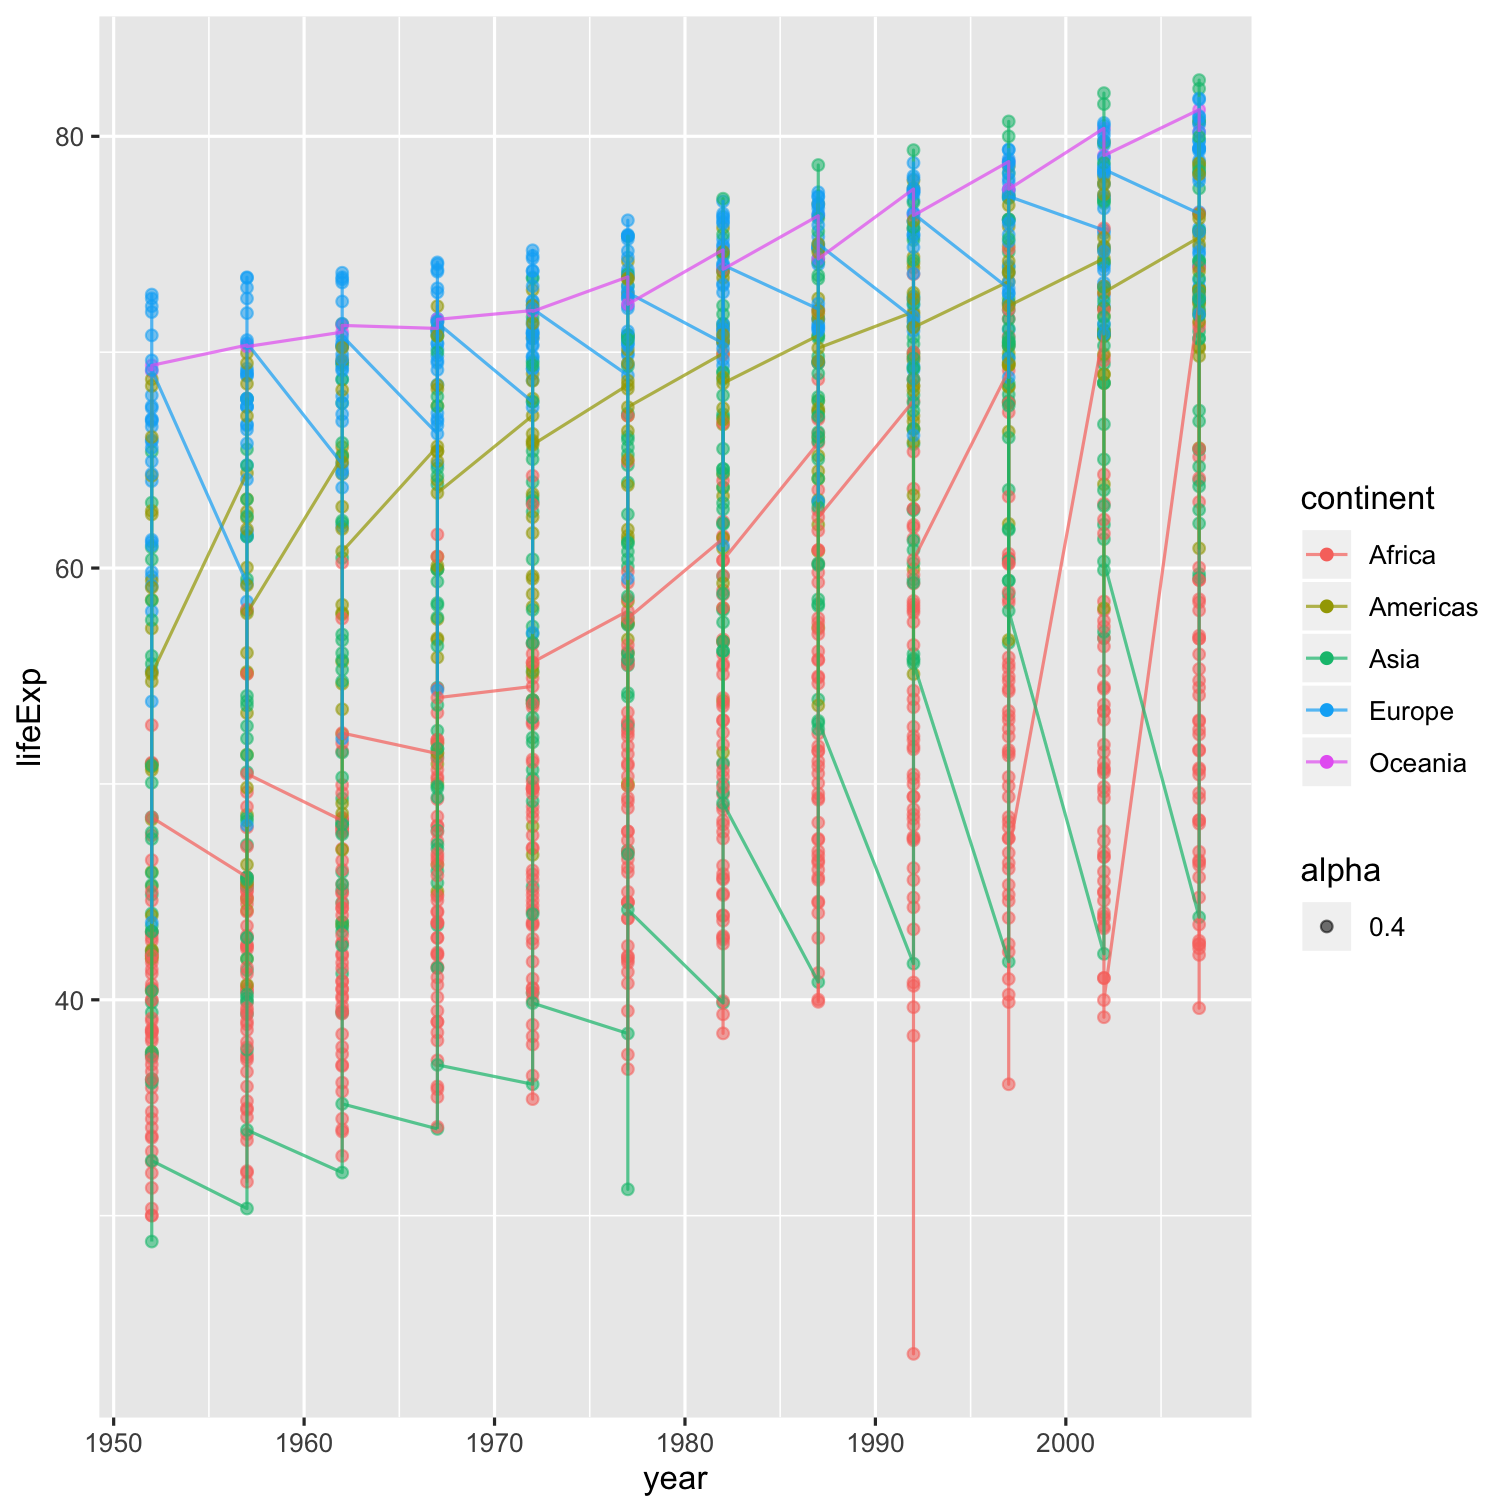 80
60
40
lifeExp
1950 1960 1970 1980 1990 2000
year
continent
Africa
Americas
Asia
Europe
Oceania
alpha
0.4